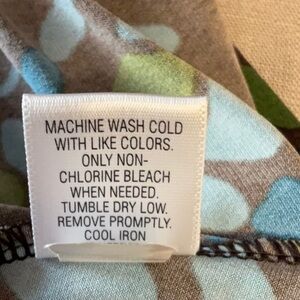 MACHINE WASH COLD
WITH LIKE COLORS.
ONLY NON-
CHLORINE BLEACH
WHEN NEEDED.
TUMBLE DRY LOW.
REMOVE PROMPTLY.
COOL IRON